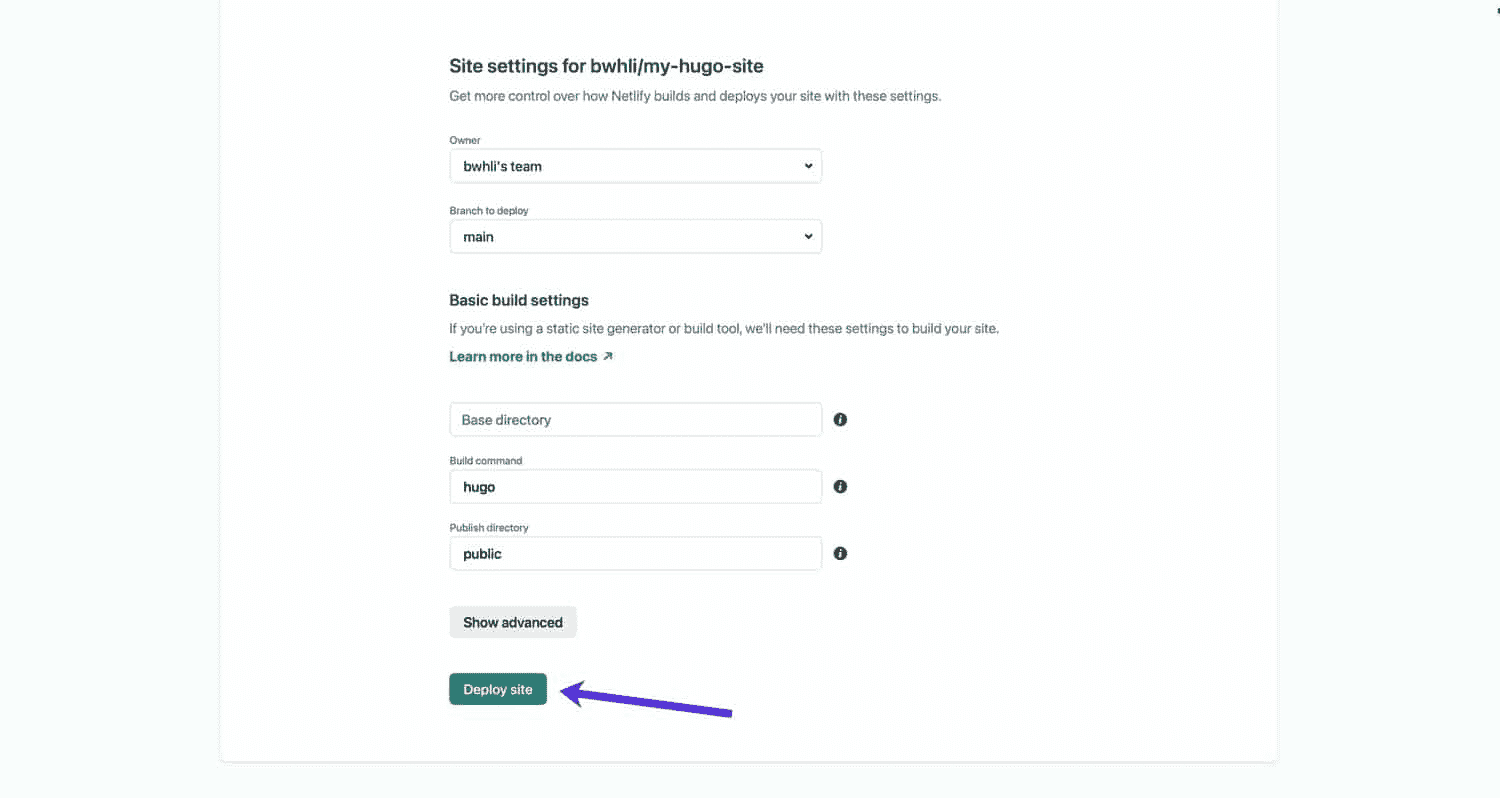 Site settings for bwhli/my-hugo-site
Get more control over how Netlify builds and deploys your site with these settings.
Owner
bwhli's team
Branch to deploy
main
Basic build settings
If you're using a static site generator or build tool, we'll need these settings to build your site.
Learn more in the docs ↗
Base directory
Build command
hugo
Publish directory
public
Show advanced
Deploy site